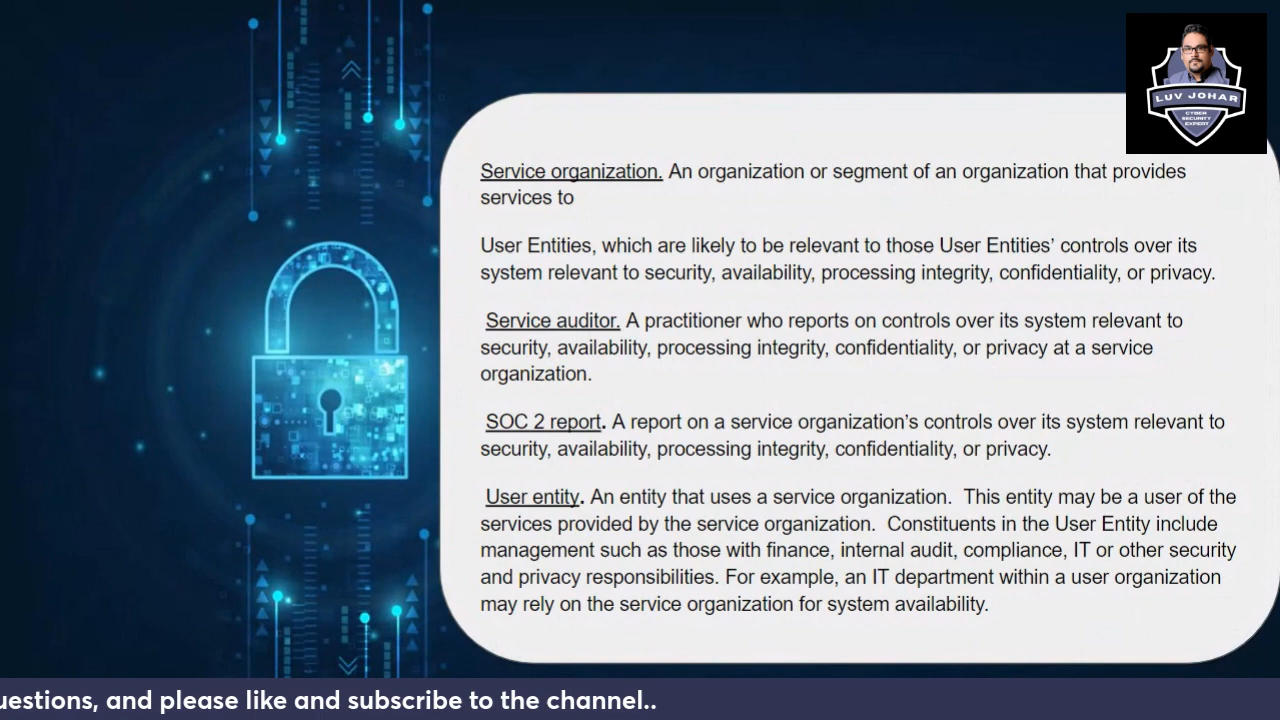 LUV JOHAR
CYBER
SECURITY
EXPERT
Service organization. An organization or segment of an organization that provides
services to
User Entities, which are likely to be relevant to those User Entities’ controls over its
system relevant to security, availability, processing integrity, confidentiality, or privacy.
Service auditor. A practitioner who reports on controls over its system relevant to
security, availability, processing integrity, confidentiality, or privacy at a service
organization.
SOC 2 report. A report on a service organization’s controls over its system relevant to
security, availability, processing integrity, confidentiality, or privacy.
User entity. An entity that uses a service organization.  This entity may be a user of the
services provided by the service organization.  Constituents in the User Entity include
management such as those with finance, internal audit, compliance, IT or other security
and privacy responsibilities. For example, an IT department within a user organization
may rely on the service organization for system availability.
uestions, and please like and subscribe to the channel..